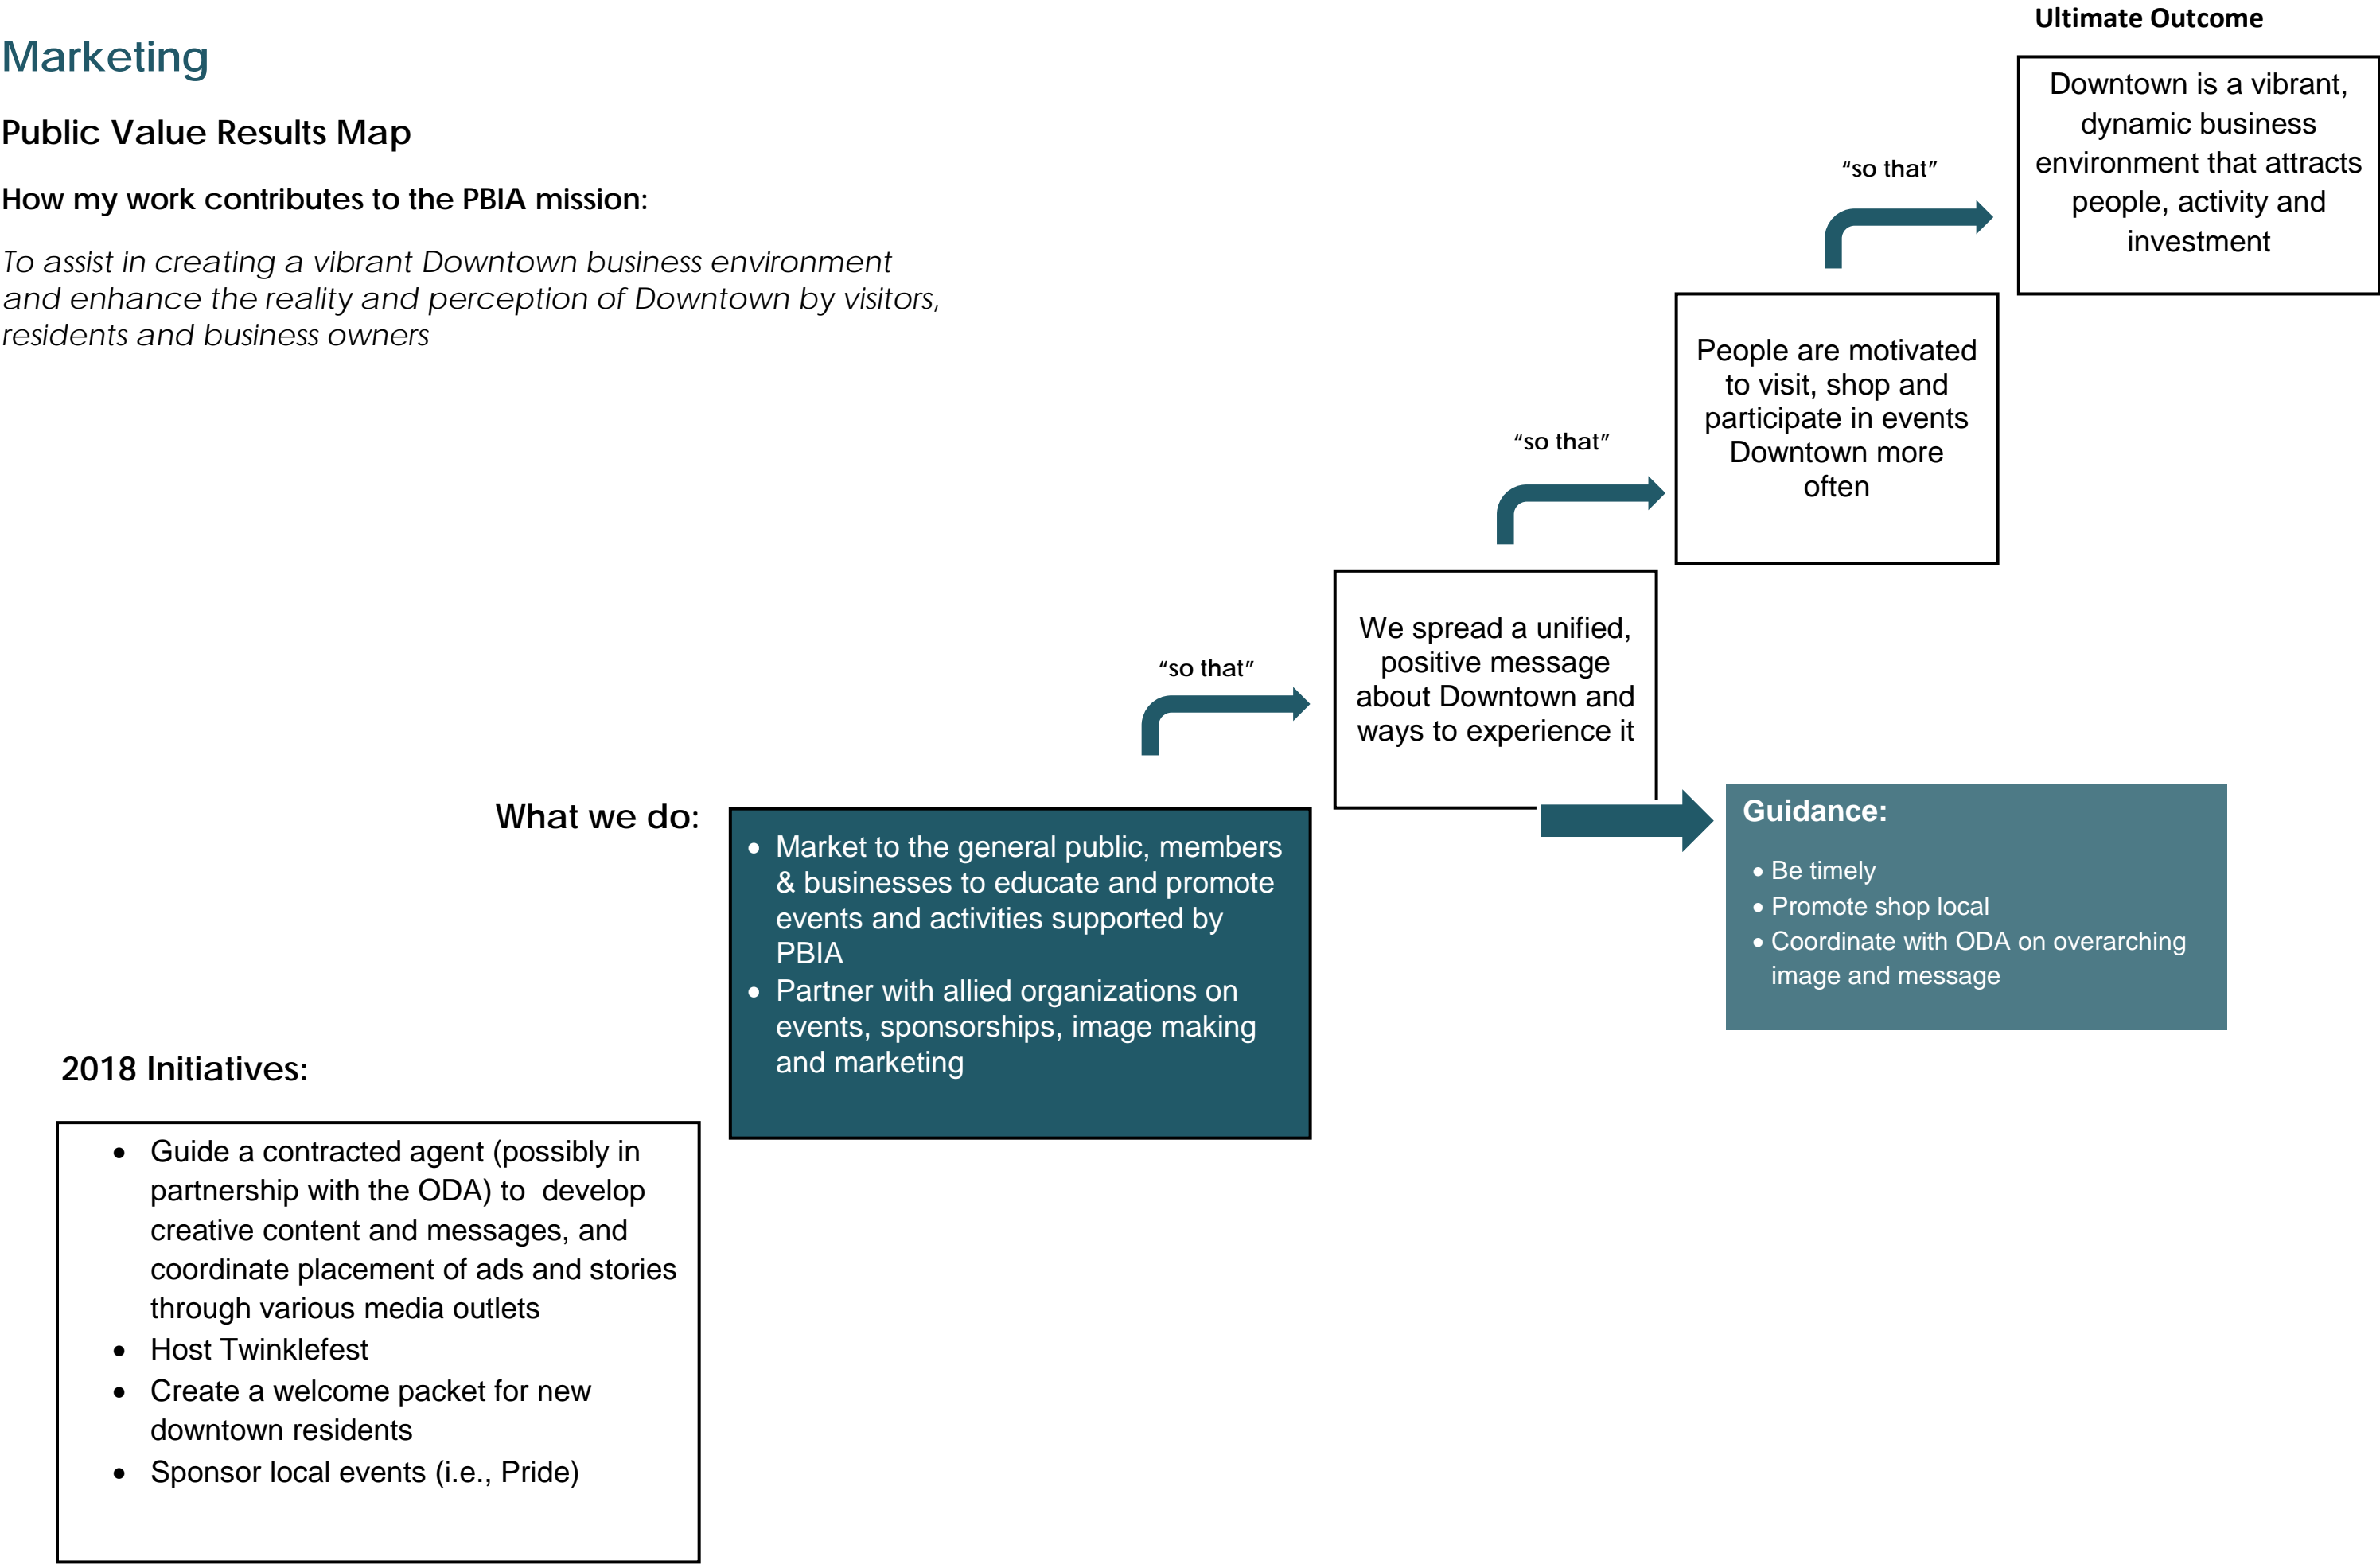 Marketing
Public Value Results Map
How my work contributes to the PBIA mission:
To assist in creating a vibrant Downtown business environment
and enhance the reality and perception of Downtown by visitors,
residents and business owners
Ultimate Outcome
Downtown is a vibrant,
dynamic business
environment that attracts
people, activity and
investment
“so that”
People are motivated
to visit, shop and
participate in events
Downtown more
often
“so that”
We spread a unified,
positive message
about Downtown and
ways to experience it
“so that”
What we do:
• Market to the general public, members
& businesses to educate and promote
events and activities supported by
PBIA
• Partner with allied organizations on
events, sponsorships, image making
and marketing
Guidance:
• Be timely
• Promote shop local
• Coordinate with ODA on overarching
image and message
2018 Initiatives:
• Guide a contracted agent (possibly in
partnership with the ODA) to  develop
creative content and messages, and
coordinate placement of ads and stories
through various media outlets
• Host Twinklefest
• Create a welcome packet for new
downtown residents
• Sponsor local events (i.e., Pride)